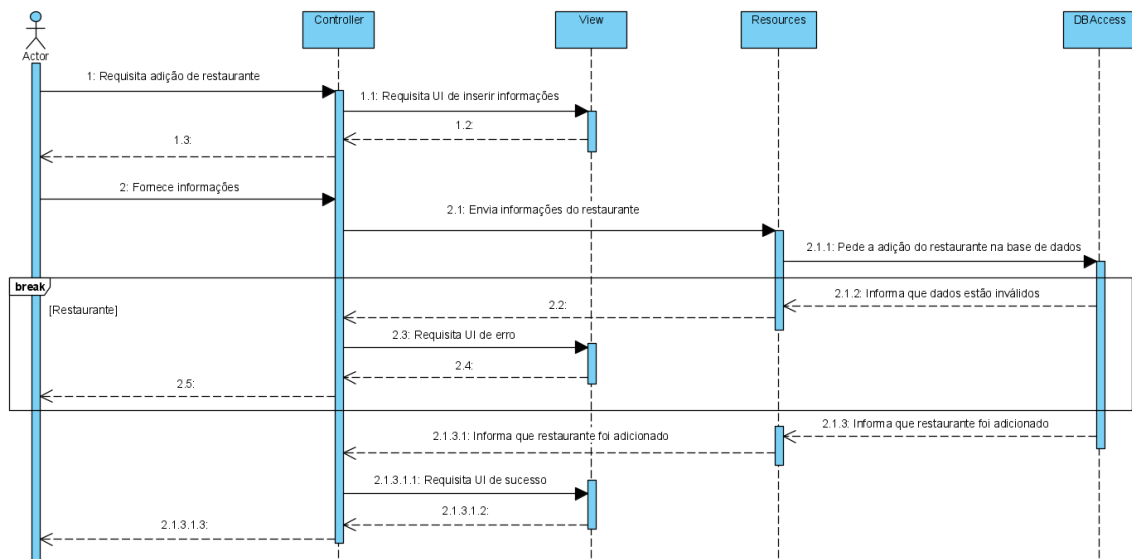 Controller
View
Resources
DBAccess
Actor
1: Requisita adição de restaurante
1.1: Requisita UI de inserir informações
1.2:
1.3:
2: Fornece informações
2.1: Envia informações do restaurante
2.1.1: Pede a adição do restaurante na base de dados
break
[Restaurante]
2.1.2: Informa que dados estão inválidos
2.2:
2.3: Requisita UI de erro
2.4:
2.5:
2.1.3: Informa que restaurante foi adicionado
2.1.3.1: Informa que restaurante foi adicionado
2.1.3.1.1: Requisita UI de sucesso
2.1.3.1.2:
2.1.3.1.3: